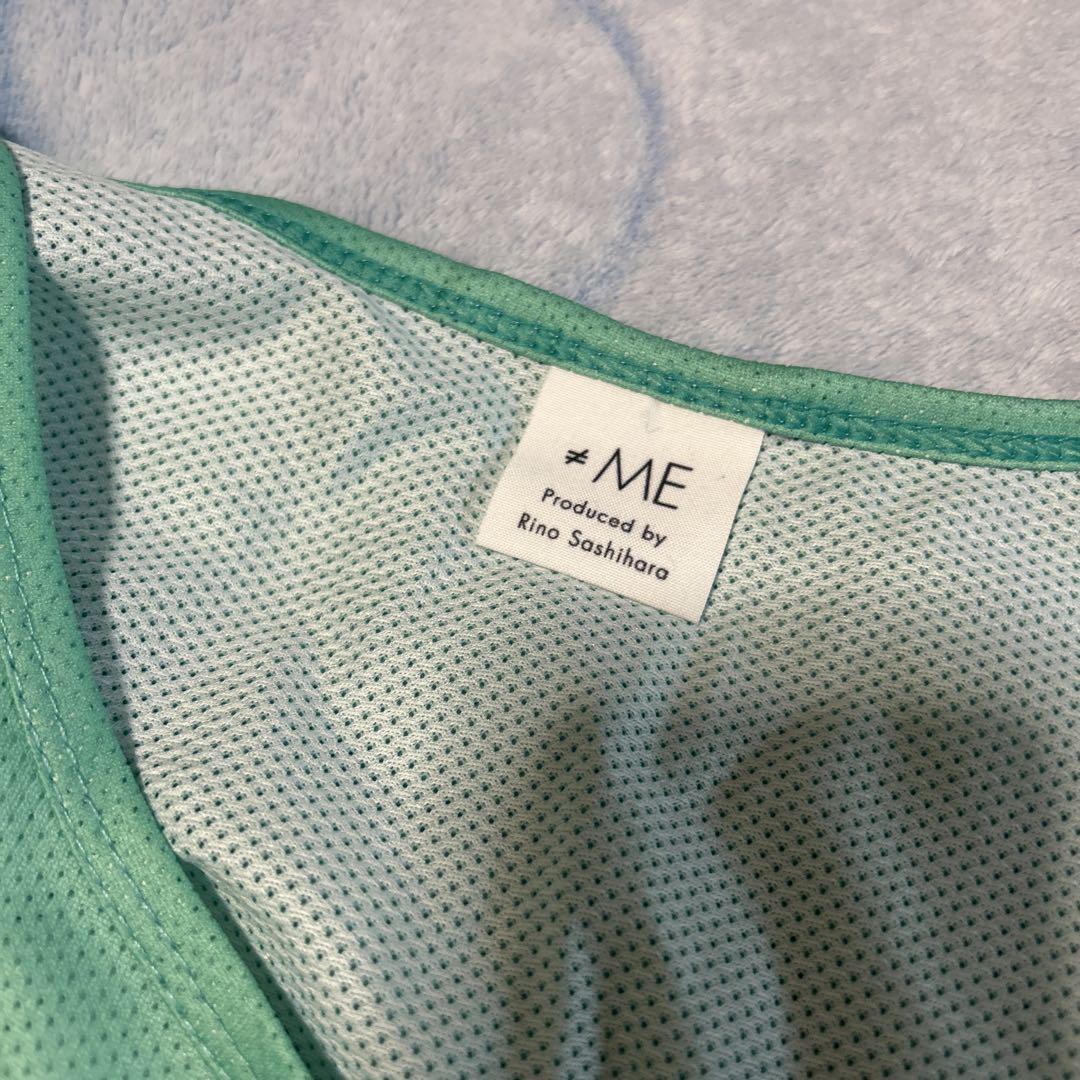 ≠ME
Produced by
Rino Sashihara